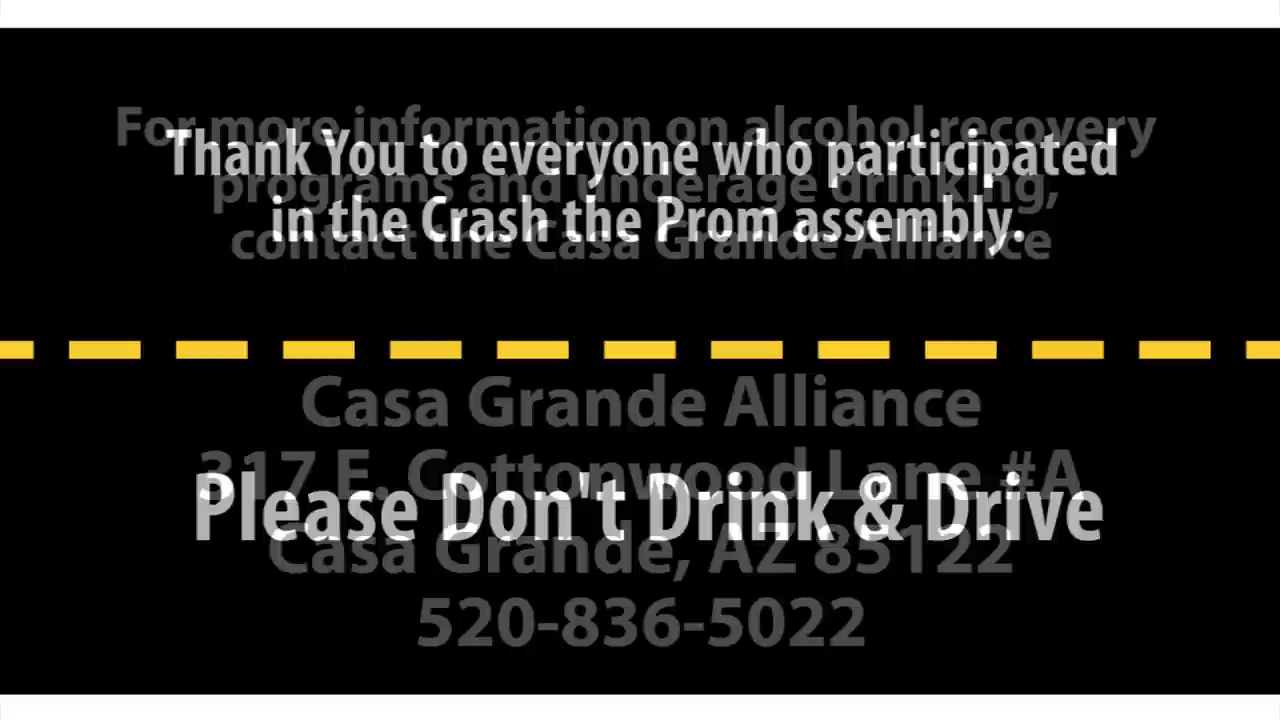 For more information on alcohol recovery
programs and underage drinking,
contact the Casa Grande Alliance
Thank You to everyone who participated
in the Crash the Prom assembly.
Casa Grande Alliance
317 E. Cottonwood Lane #A
Casa Grande, AZ 85122
520-836-5022
Please Don't Drink & Drive